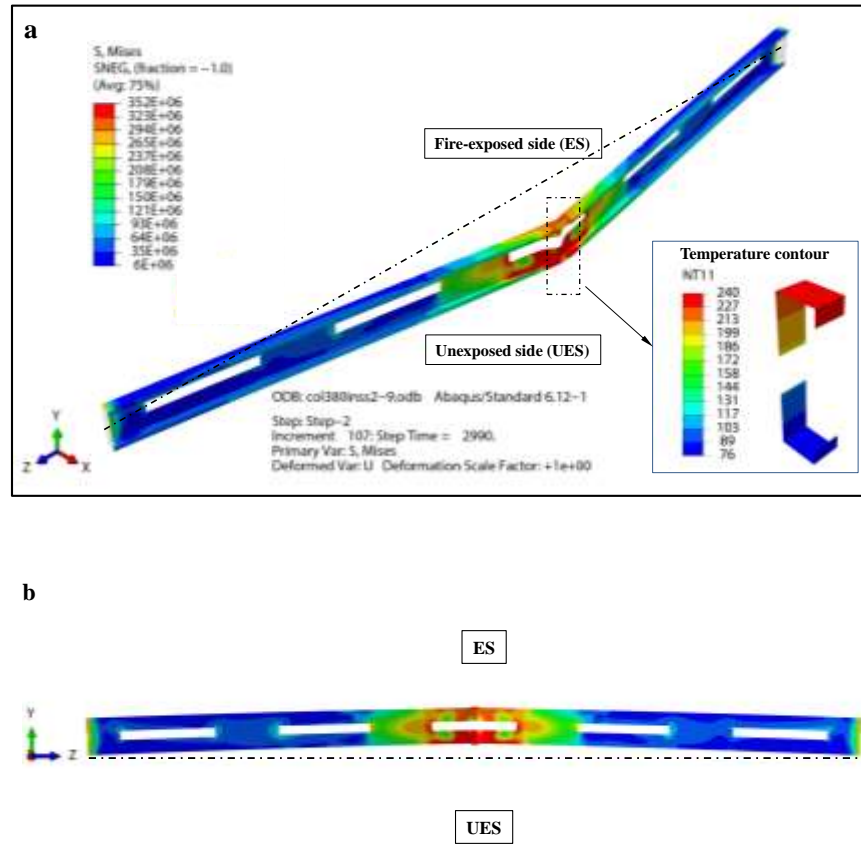 a
S, Mises
SNEG, (fraction = −1.0)
(Avg: 75%)
352E+06
323E+06
294E+06
265E+06
237E+06
208E+06
179E+06
150E+06
121E+06
93E+06
64E+06
35E+06
6E+06
Fire-exposed side (ES)
Unexposed side (UES)
Temperature contour
NT11
240
227
213
199
186
172
158
144
131
117
103
89
76
ODB: col380inss2−9.odb Abaqus/Standard 6.12−1
Step: Step−2
Increment 107: Step Time = 2990.
Primary Var: S, Mises
Deformed Var: U Deformation Scale Factor: +1e+00
Y
Z
X
b
ES
Y
Z
UES